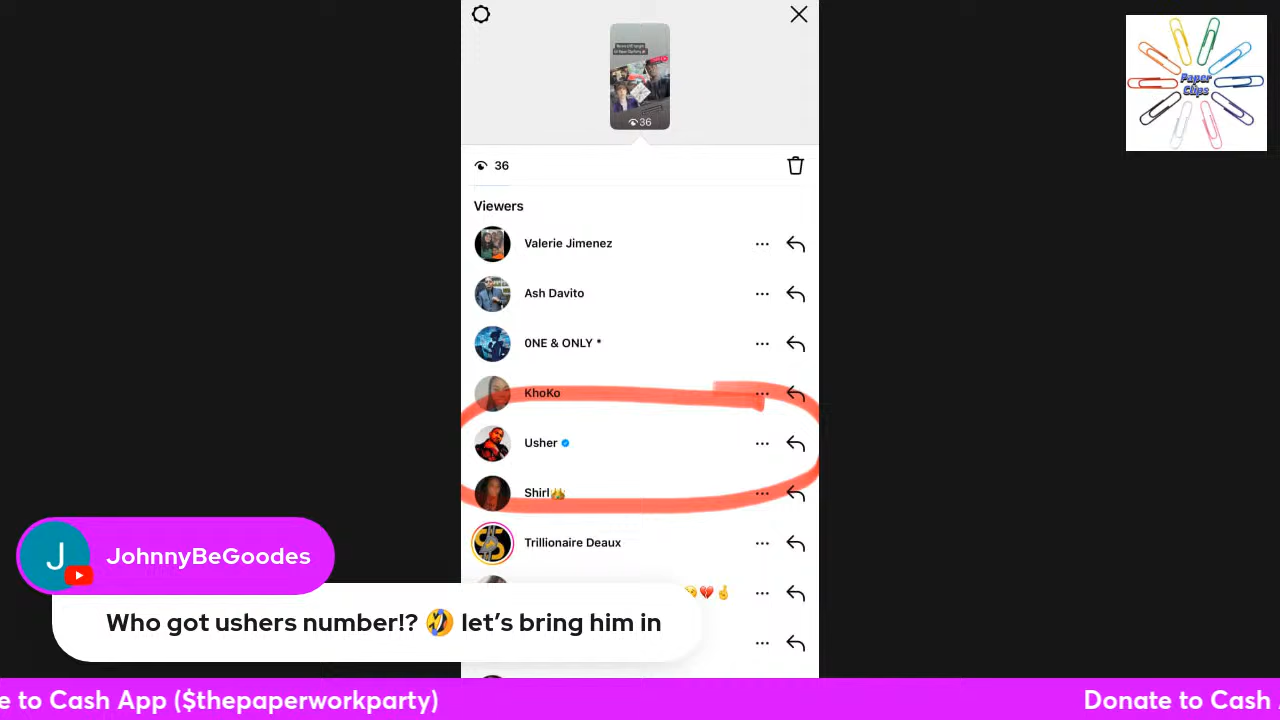 Paper
Clips
36
36
Viewers
Valerie Jimenez
Ash Davito
0NE & ONLY *
KhoKo
Usher
Shirl
Trillionaire Deaux
JohnnyBeGoodes
Who got ushers number!? 🤣 let’s bring him in
e to Cash App ($thepaperworkparty)
Donate to Cash